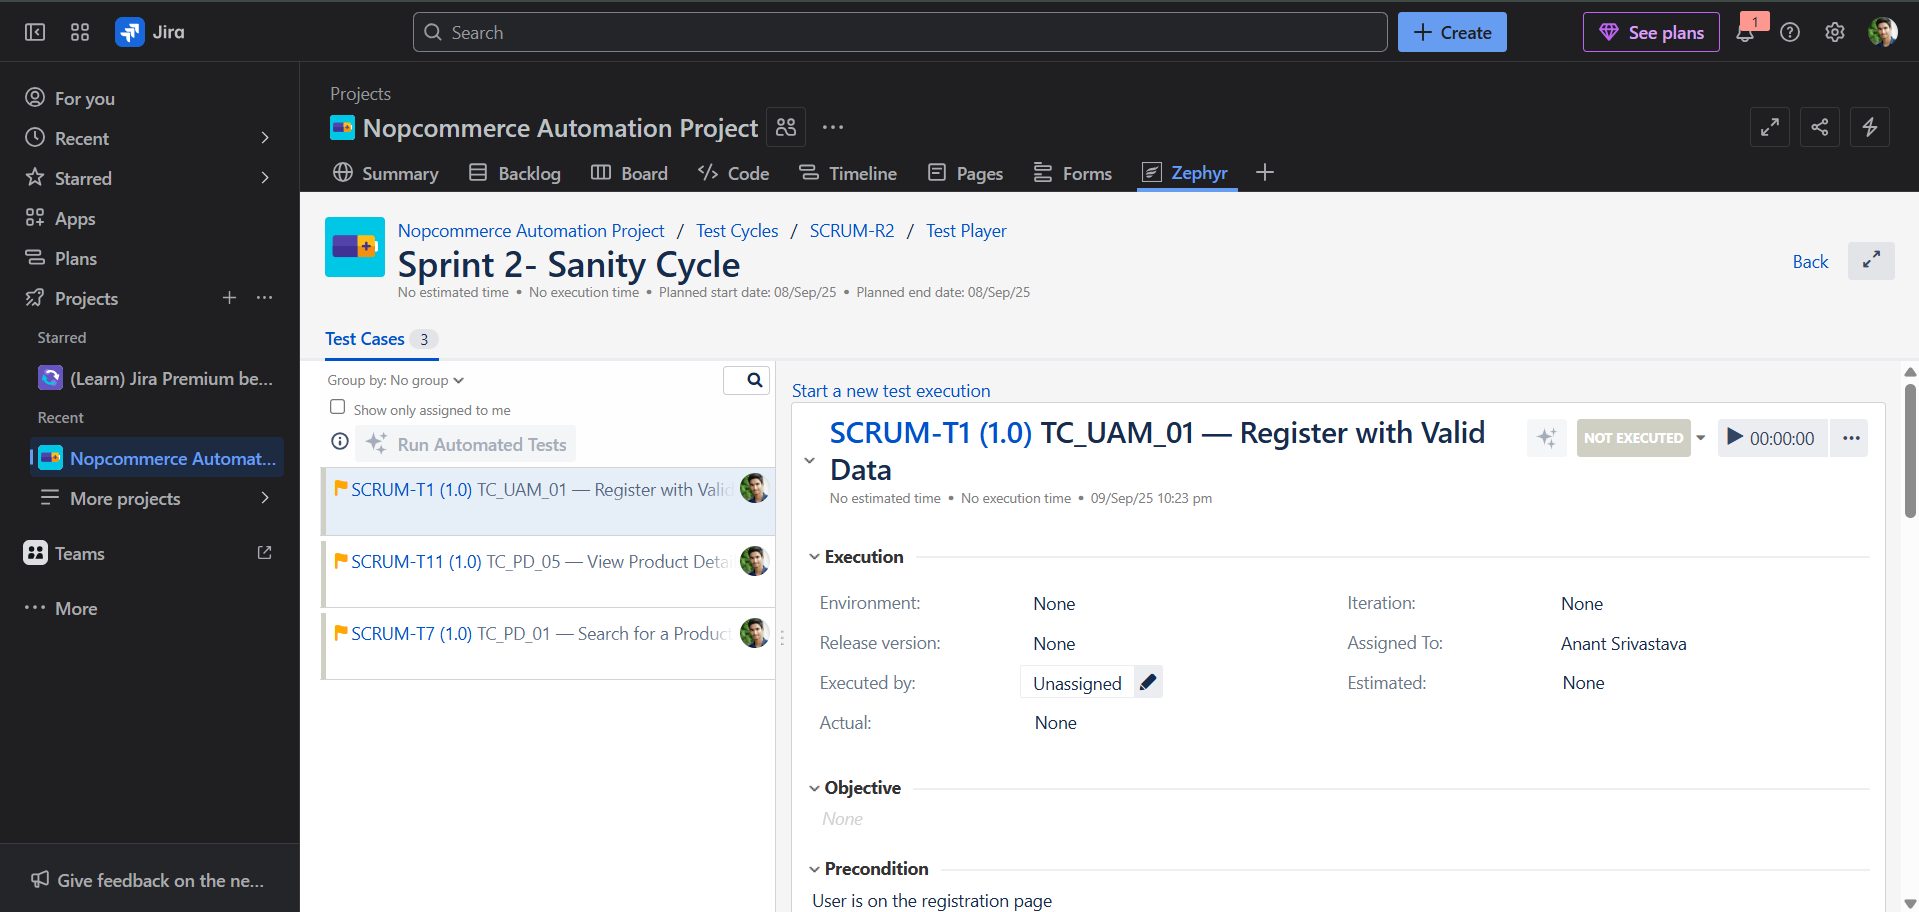 Jira
Search
Create
See plans
1
For you
Recent
Starred
Apps
Plans
Projects
Starred
(Learn) Jira Premium be...
Recent
Nopcommerce Automat...
More projects
Teams
More
Give feedback on the ne...
Projects
Nopcommerce Automation Project
Summary
Backlog
Board
Code
Timeline
Pages
Forms
Zephyr
Nopcommerce Automation Project / Test Cycles / SCRUM-R2 / Test Player
Sprint 2- Sanity Cycle
No estimated time • No execution time • Planned start date: 08/Sep/25 • Planned end date: 08/Sep/25
Back
Test Cases 3
Group by: No group
Show only assigned to me
Run Automated Tests
SCRUM-T1 (1.0) TC_UAM_01 — Register with Valid
SCRUM-T11 (1.0) TC_PD_05 — View Product Detai
SCRUM-T7 (1.0) TC_PD_01 — Search for a Product
Start a new test execution
SCRUM-T1 (1.0) TC_UAM_01 — Register with Valid
Data
NOT EXECUTED
00:00:00
No estimated time • No execution time • 09/Sep/25 10:23 pm
Execution
Environment: None
Iteration: None
Release version: None
Assigned To: Anant Srivastava
Executed by: Unassigned
Estimated: None
Actual: None
Objective
None
Precondition
User is on the registration page